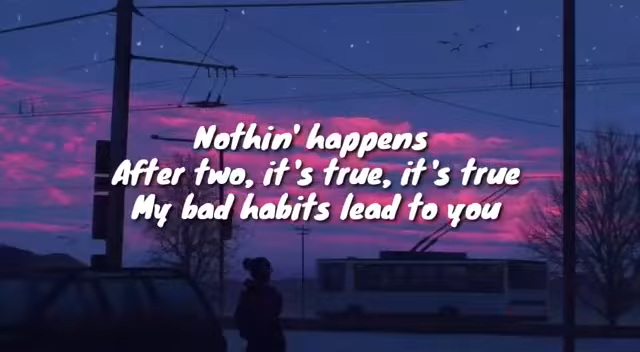 Nothin' happens
After two, it's true, it's true
My bad habits lead to you